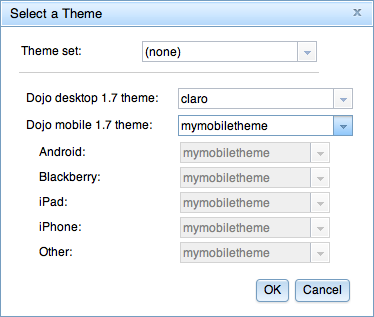 Select a Theme x
Theme set: (none)
Dojo desktop 1.7 theme: claro
Dojo mobile 1.7 theme: mymobiletheme
Android: mymobiletheme
Blackberry: mymobiletheme
iPad: mymobiletheme
iPhone: mymobiletheme
Other: mymobiletheme
OK Cancel